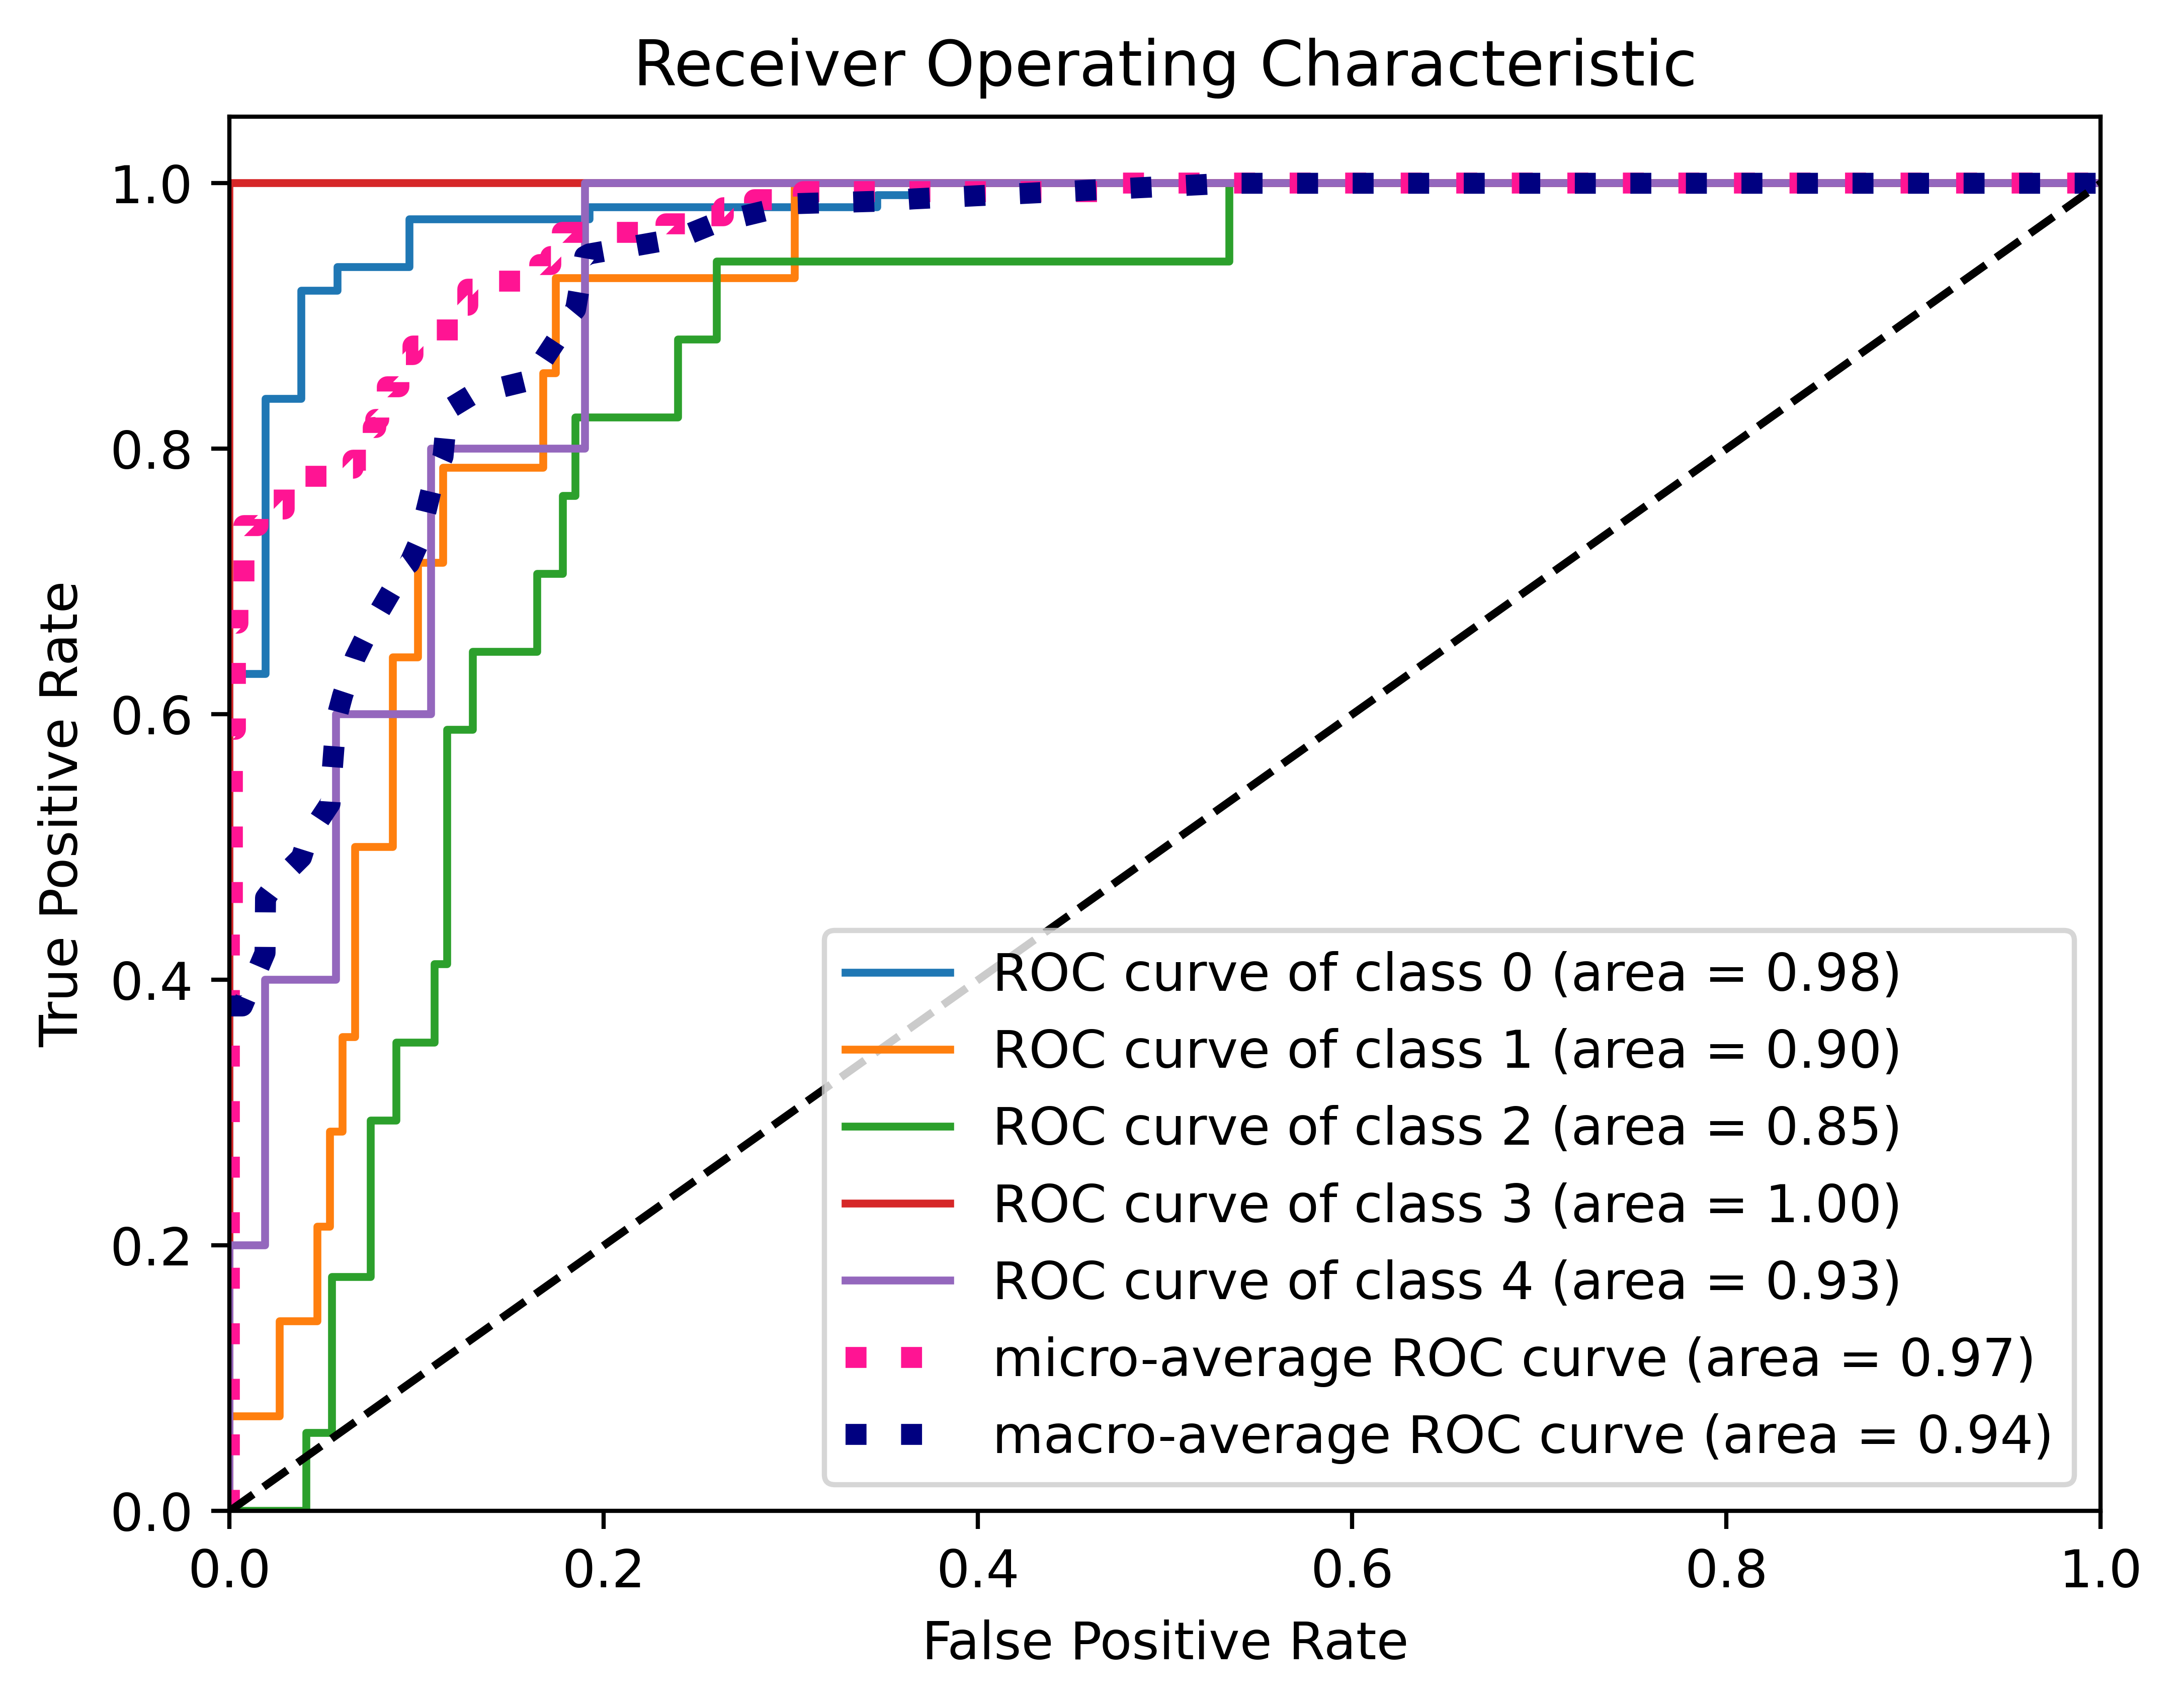 Receiver Operating Characteristic
True Positive Rate
1.0
0.8
0.6
0.4
0.2
0.0
ROC curve of class 0 (area = 0.98)
ROC curve of class 1 (area = 0.90)
ROC curve of class 2 (area = 0.85)
ROC curve of class 3 (area = 1.00)
ROC curve of class 4 (area = 0.93)
micro-average ROC curve (area = 0.97)
macro-average ROC curve (area = 0.94)
0.0 0.2 0.4 0.6 0.8 1.0
False Positive Rate